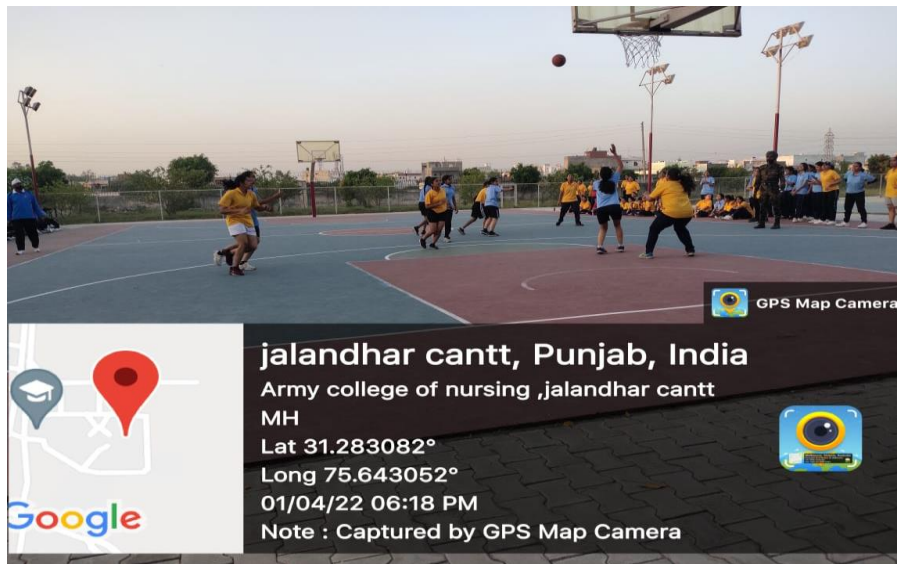 GPS Map Camera
jalandhar cantt, Punjab, India
Army college of nursing ,jalandhar cantt
MH
Lat 31.283082°
Long 75.643052°
01/04/22 06:18 PM
Note : Captured by GPS Map Camera
Google